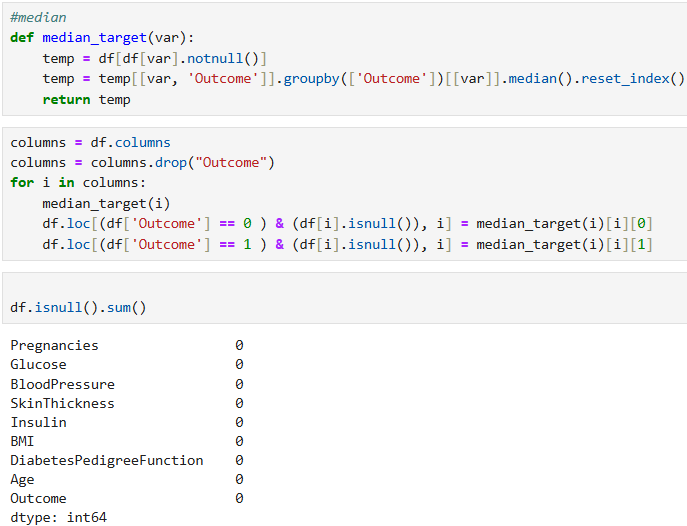 #median
def median_target(var):
    temp = df[df[var].notnull()]
    temp = temp[[var, 'Outcome']].groupby(['Outcome'])[[var]].median().reset_index()
    return temp
columns = df.columns
columns = columns.drop("Outcome")
for i in columns:
    median_target(i)
    df.loc[(df['Outcome'] == 0 ) & (df[i].isnull()), i] = median_target(i)[i][0]
    df.loc[(df['Outcome'] == 1 ) & (df[i].isnull()), i] = median_target(i)[i][1]
df.isnull().sum()
Pregnancies                 0
Glucose                     0
BloodPressure               0
SkinThickness               0
Insulin                     0
BMI                         0
DiabetesPedigreeFunction    0
Age                         0
Outcome                     0
dtype: int64